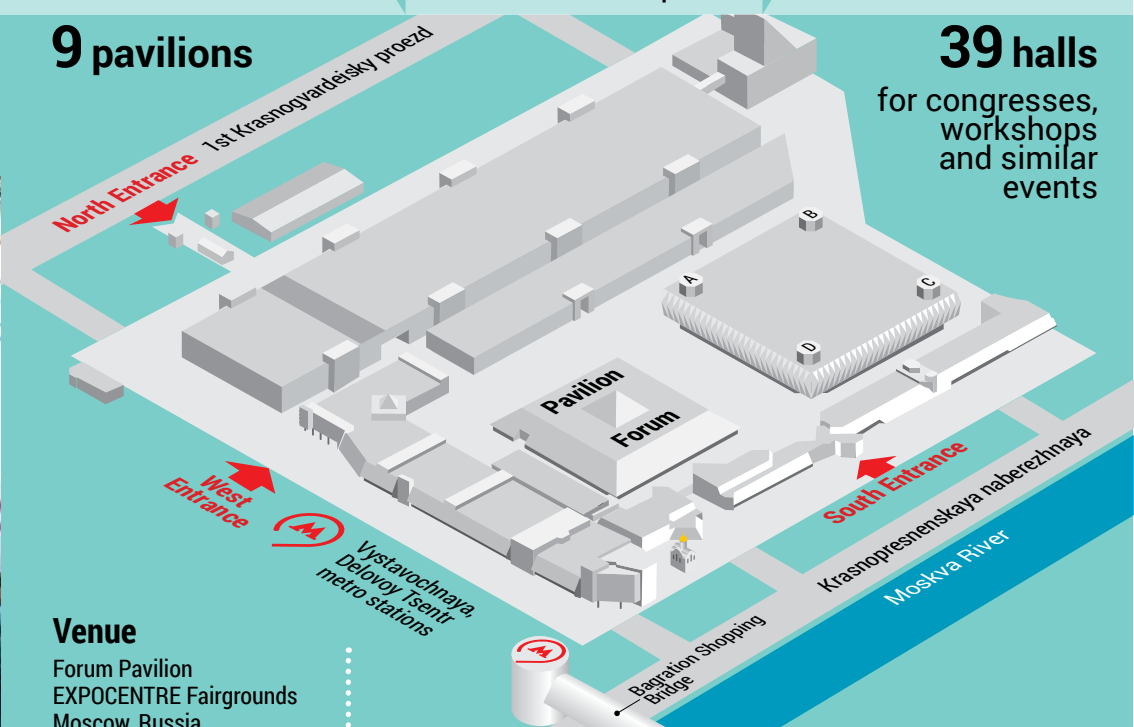 9 pavilions
39 halls
for congresses,
workshops
and similar
events
1st Krasnogvardeisky proezd
North Entrance
B
A
C
D
Pavilion
Forum
West
Entrance
M
Vystavochnaya,
Delovoy Tsentr
metro stations
South Entrance
Krasnopresnenskaya naberezhnaya
Moskva River
Bagration Shopping
Bridge
M
Venue
Forum Pavilion
EXPOCENTRE Fairgrounds
Moscow, Russia